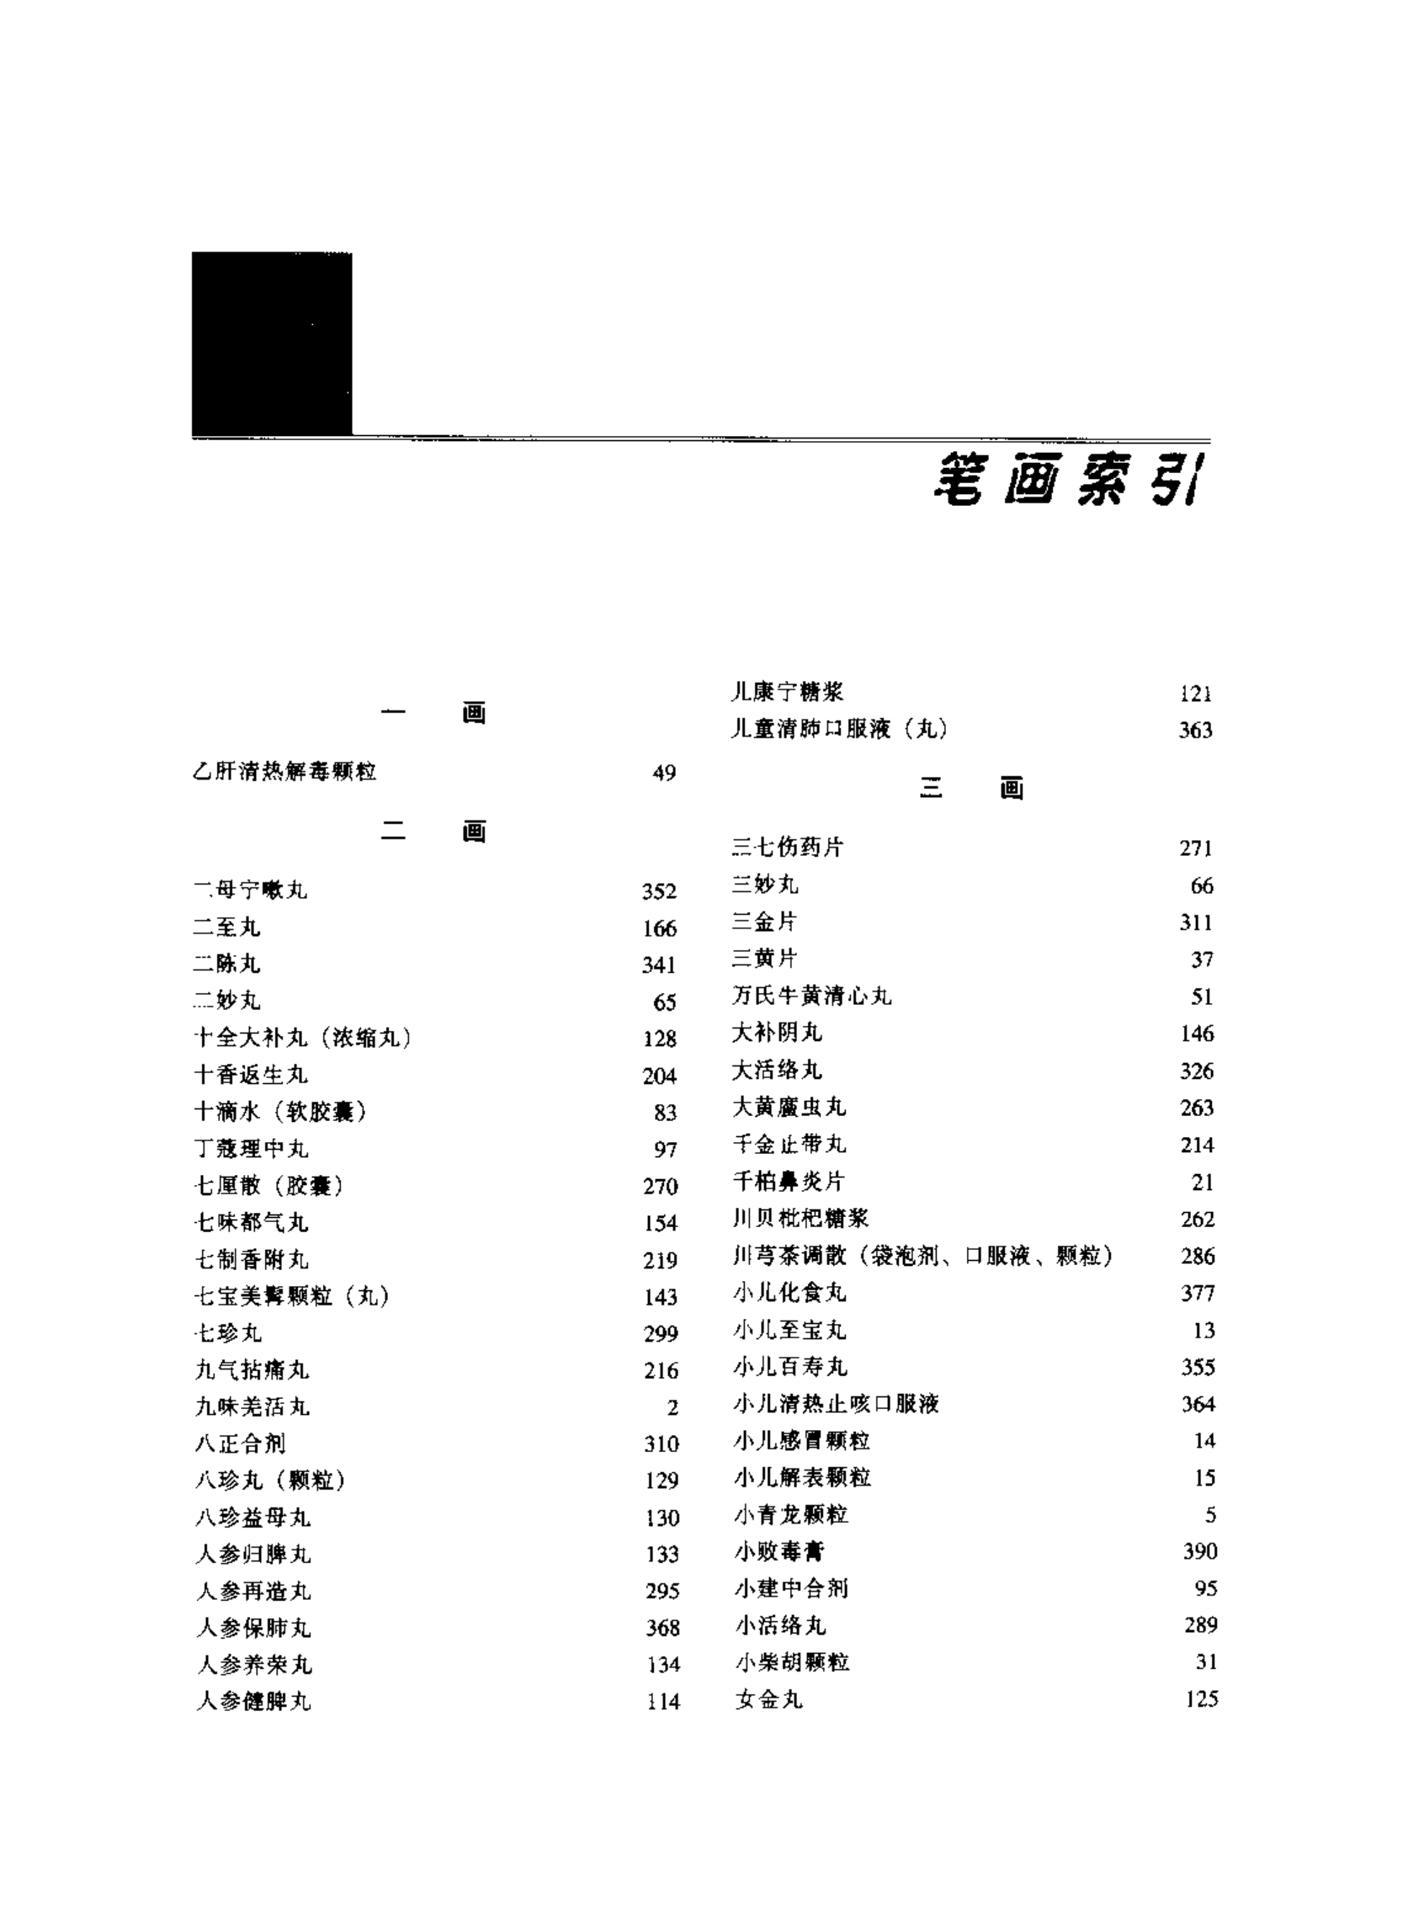 笔画索引
一 画
乙肝清热解毒颗粒 49
二 画
二母宁嗽丸 352
二至丸 166
二陈丸 341
二妙丸 65
十全大补丸（浓缩丸） 128
十香返生丸 204
十滴水（软胶囊） 83
丁蔻理中丸 97
七厘散（胶囊） 270
七味都气丸 154
七制香附丸 219
七宝美髯颗粒（丸） 143
七珍丸 299
九气拈痛丸 216
九味羌活丸 2
八正合剂 310
八珍丸（颗粒） 129
八珍益母丸 130
人参归脾丸 133
人参再造丸 295
人参保肺丸 368
人参养荣丸 134
人参健脾丸 114
儿康宁糖浆 121
儿童清肺口服液（丸） 363
三 画
三七伤药片 271
三妙丸 66
三金片 311
三黄片 37
万氏牛黄清心丸 51
大补阴丸 146
大活络丸 326
大黄䗪虫丸 263
千金止带丸 214
千柏鼻炎片 21
川贝枇杷糖浆 262
川芎茶调散（袋泡剂、口服液、颗粒） 286
小儿化食丸 377
小儿至宝丸 13
小儿百寿丸 355
小儿清热止咳口服液 364
小儿感冒颗粒 14
小儿解表颗粒 15
小青龙颗粒 5
小败毒膏 390
小建中合剂 95
小活络丸 289
小柴胡颗粒 31
女金丸 125